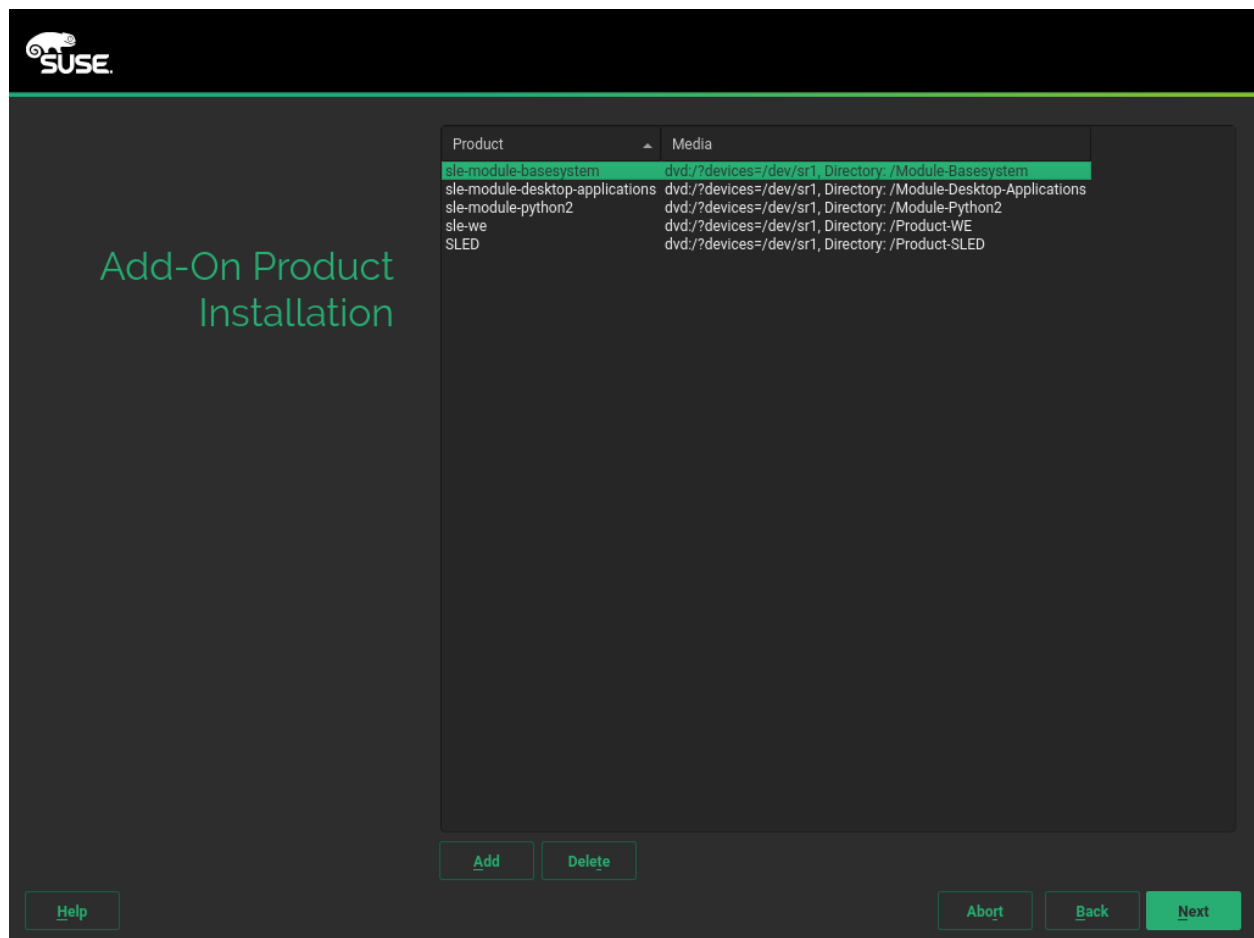 SUSE.
Add-On Product
Installation
Product Media
sle-module-basesystem dvd:/?devices=/dev/sr1, Directory: /Module-Basesystem
sle-module-desktop-applications dvd:/?devices=/dev/sr1, Directory: /Module-Desktop-Applications
sle-module-python2 dvd:/?devices=/dev/sr1, Directory: /Module-Python2
sle-we dvd:/?devices=/dev/sr1, Directory: /Product-WE
SLED dvd:/?devices=/dev/sr1, Directory: /Product-SLED
Add Delete
Help Abort Back Next